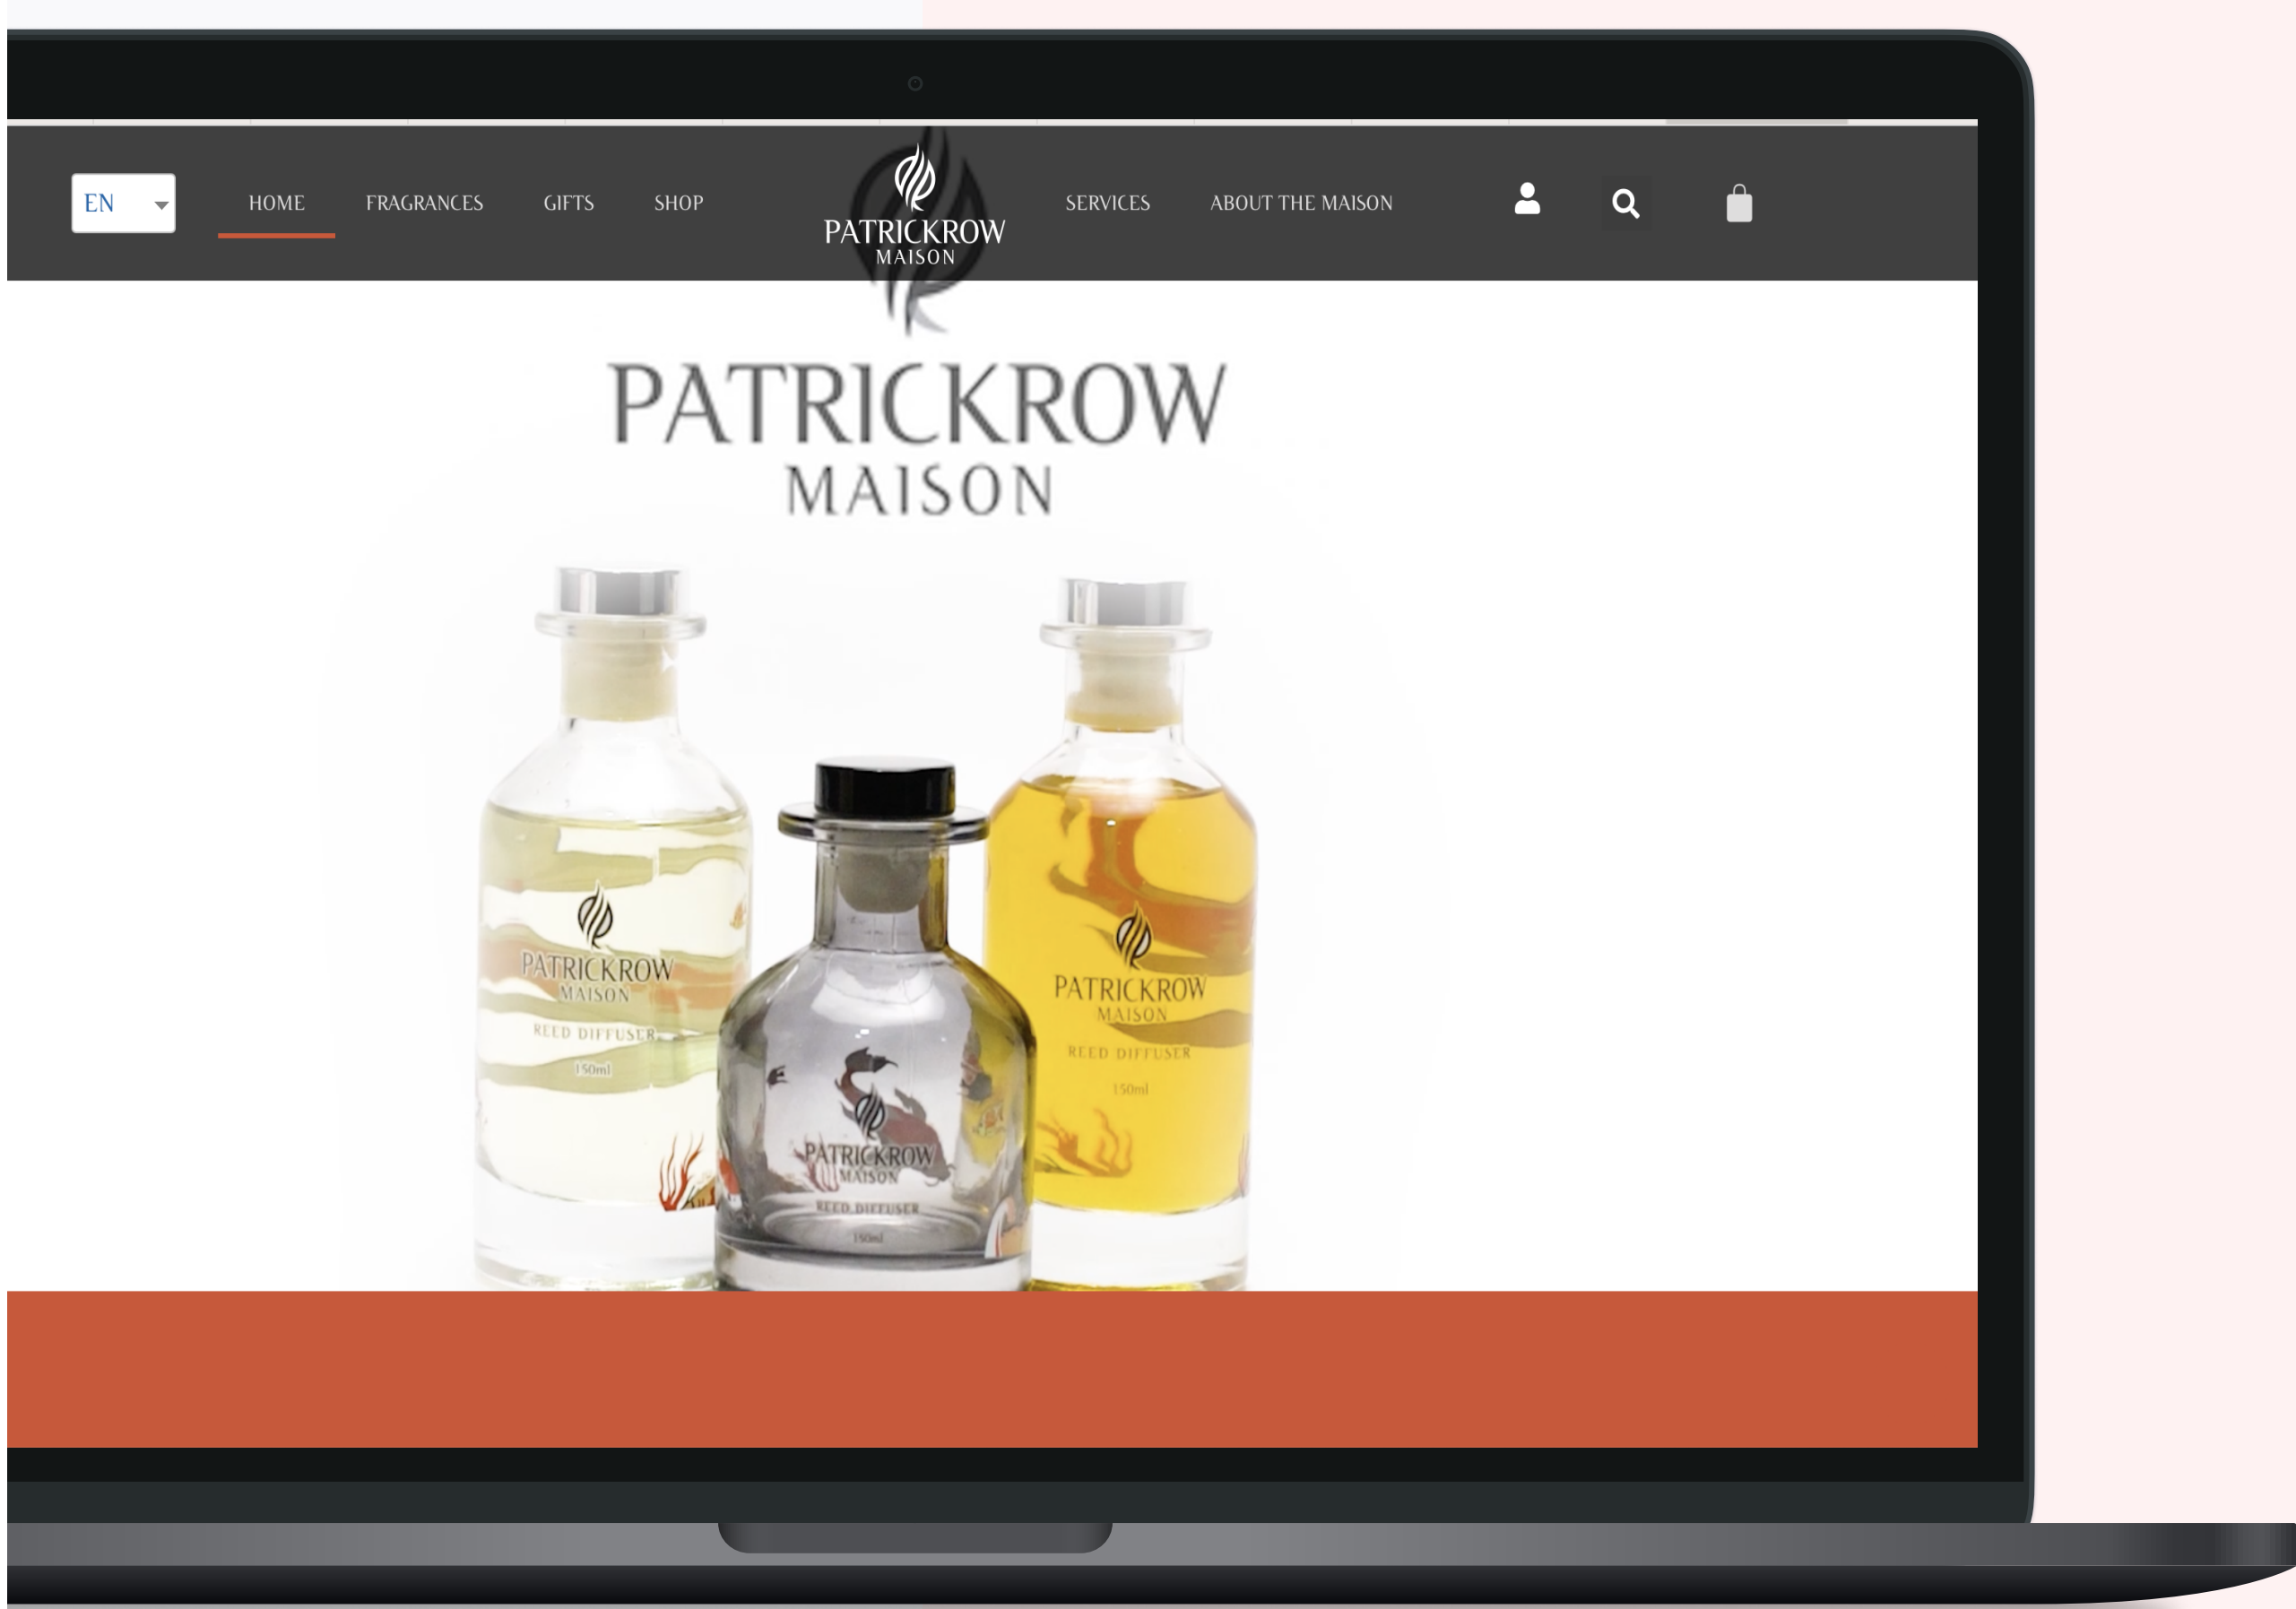 EN HOME FRAGRANCES GIFTS SHOP SERVICES ABOUT THE MAISON
PATRICKROW
MAISON
PATRICKROW
MAISON
PATRICKROW
MAISON
REED DIFFUSER
150ml
PATRICKROW
MAISON
REED DIFFUSER
150ml
PATRICKROW
MAISON
REED DIFFUSER
150ml